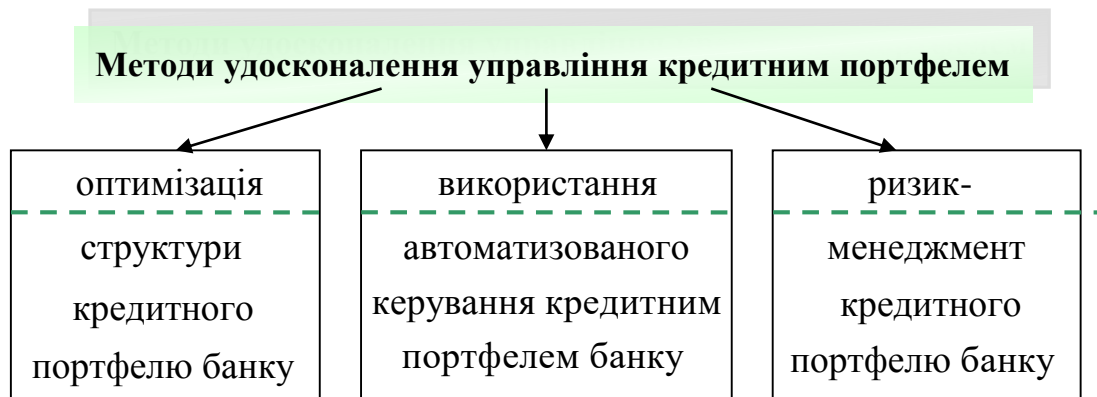 Методи удосконалення управління кредитним портфелем
оптимізація
структури
кредитного
портфелю банку
використання
автоматизованого
керування кредитним
портфелем банку
ризик-
менеджмент
кредитного
портфелю банку